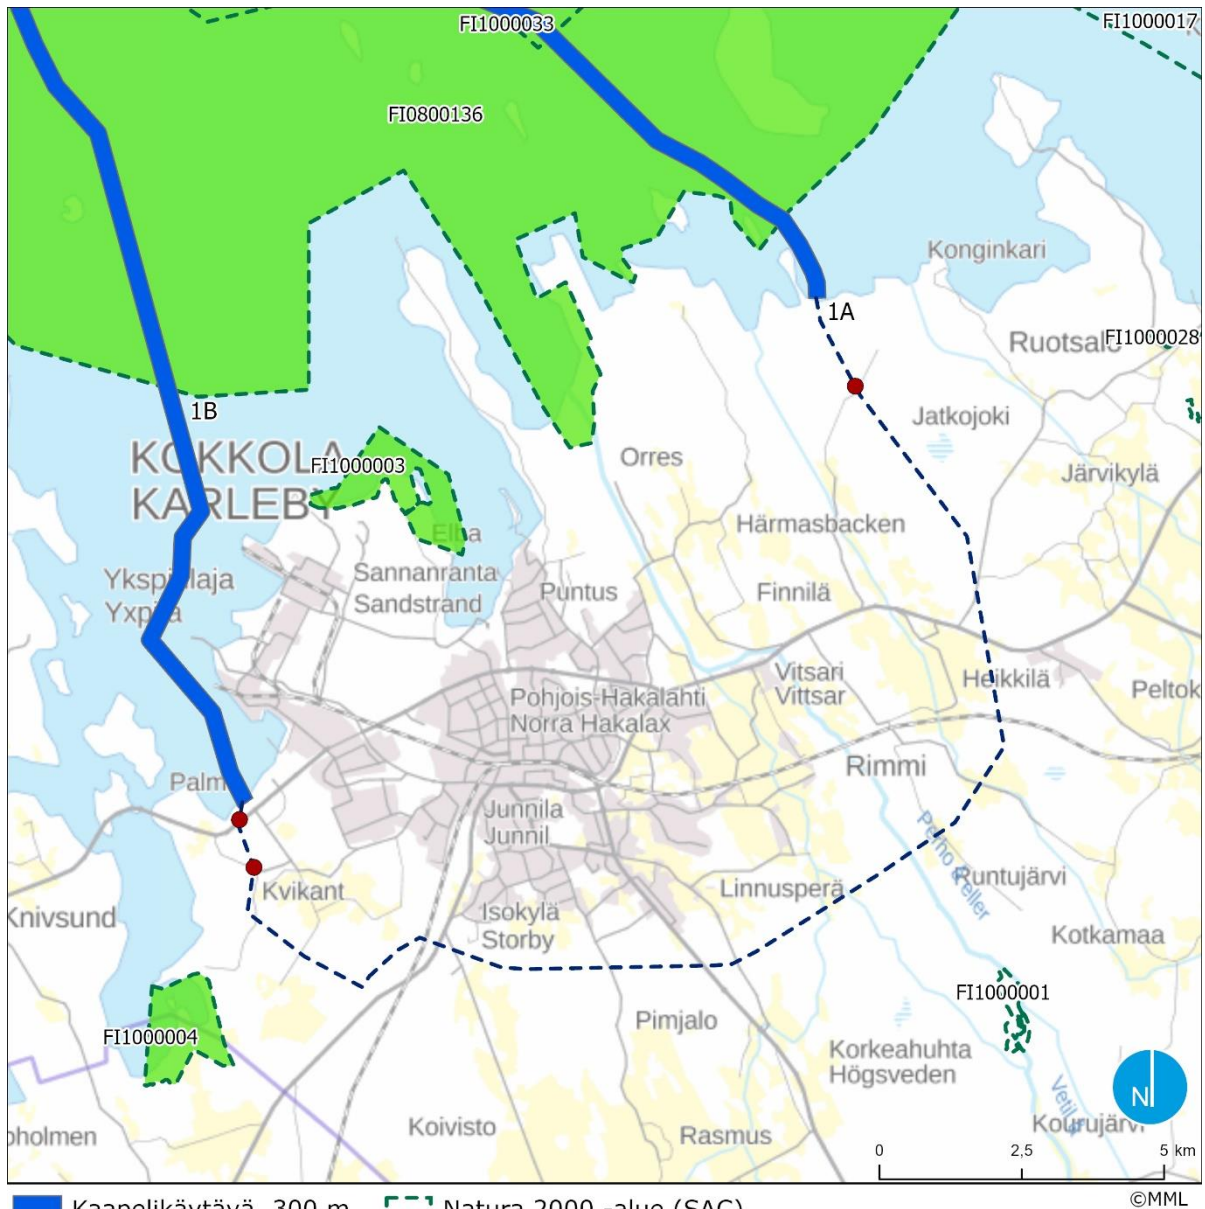 FI1000033
FI1000017
FI0800136
Konginkari
1A
Ruotsalo
FI1000028
1B
Jatkojoki
KOKKOLA
KARLEBY
FI1000003
Orres
Järvikylä
Elba
Härmasbacken
Sannanranta
Sandstrand
Puntus
Finnilä
Yxpila
Vitsari
Vittsar
Heikkilä
Peltok
Pohjois-Hakalahti
Norra Hakalax
Rimmi
Palm
Junnila
Junnil
Kvikant
Linnusperä
Runtujärvi
Knivsund
Isokylä
Storby
Kotkamaa
FI1000001
FI1000004
Pimjalo
Korkeahuhta
Högsveden
N
Koivisto
Rasmus
Kourujärvi
oholmen
0 2,5 5 km
©MML
Kaapelikäytävä, 300 m
Natura 2000 -alue (SAC)